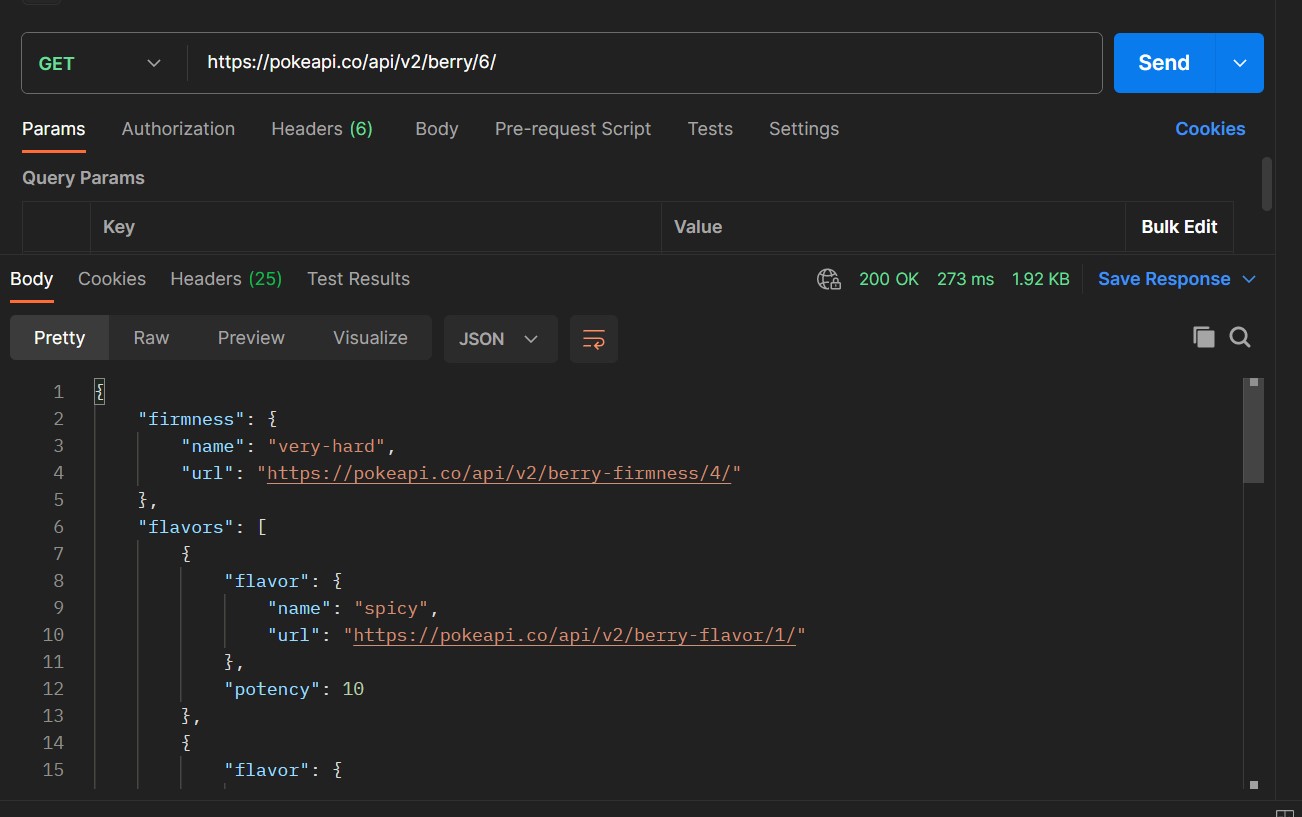 GET https://pokeapi.co/api/v2/berry/6/ Send
Params Authorization Headers (6) Body Pre-request Script Tests Settings Cookies
Query Params
Key Value Bulk Edit
Body Cookies Headers (25) Test Results 200 OK 273 ms 1.92 KB Save Response
Pretty Raw Preview Visualize JSON
1 {
2 "firmness": {
3 "name": "very-hard",
4 "url": "https://pokeapi.co/api/v2/berry-firmness/4/"
5 },
6 "flavors": [
7 {
8 "flavor": {
9 "name": "spicy",
10 "url": "https://pokeapi.co/api/v2/berry-flavor/1/"
11 },
12 "potency": 10
13 },
14 {
15 "flavor": {